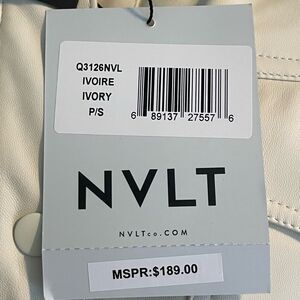 Q3126NVL
IVOIRE
IVORY
P/S
6 89137 27557 6
NVLT
NVLTco.COM
MSPR:$189.00